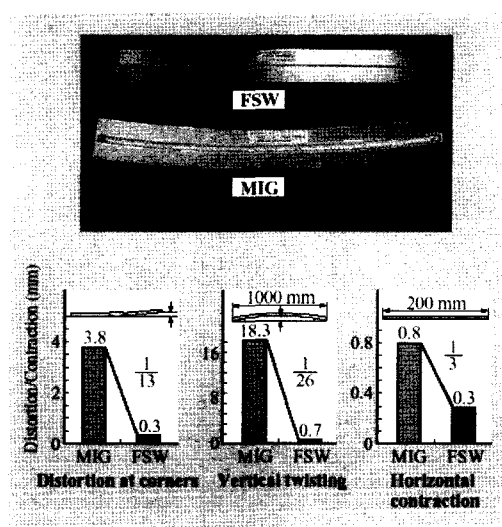 FSW
MIG
Distortion/Contraction (mm)
4
2
0
3.8
1
13
0.3
MIG FSW
Distortion at corners
1000 mm
16
8
0
18.3
1
26
0.7
MIG FSW
Vertical twisting
200 mm
0.8
0.4
0
0.8
1
3
0.3
MIG FSW
Horizontal
contraction